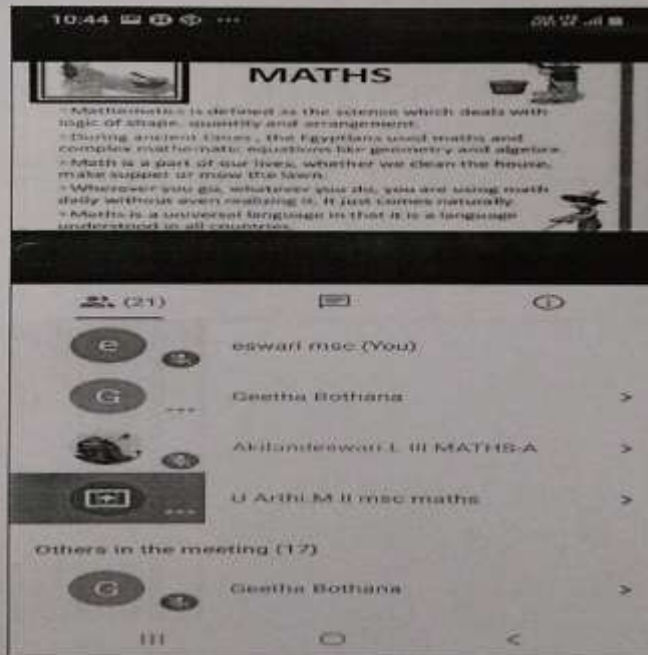 10:44
MATHS
• Mathematics is defined as the science which deals with
logic of shape, quantity and arrangement.
• During ancient times, the Egyptians used maths and
complex mathematic equations like geometry and algebra.
• Math is a part of our lives, whether we clean the house,
make supper or mow the lawn.
• Wherever you go, whatever you do, you are using math
daily without even realizing it. It just comes naturally.
• Maths is a universal language in that it is a language
understood in all countries.
(21)
e eswari msc (You)
G Geetha Bothana
Akilandeswari.L III MATHS-A
U Arthi.M II msc maths
Others in the meeting (17)
G Geetha Bothana